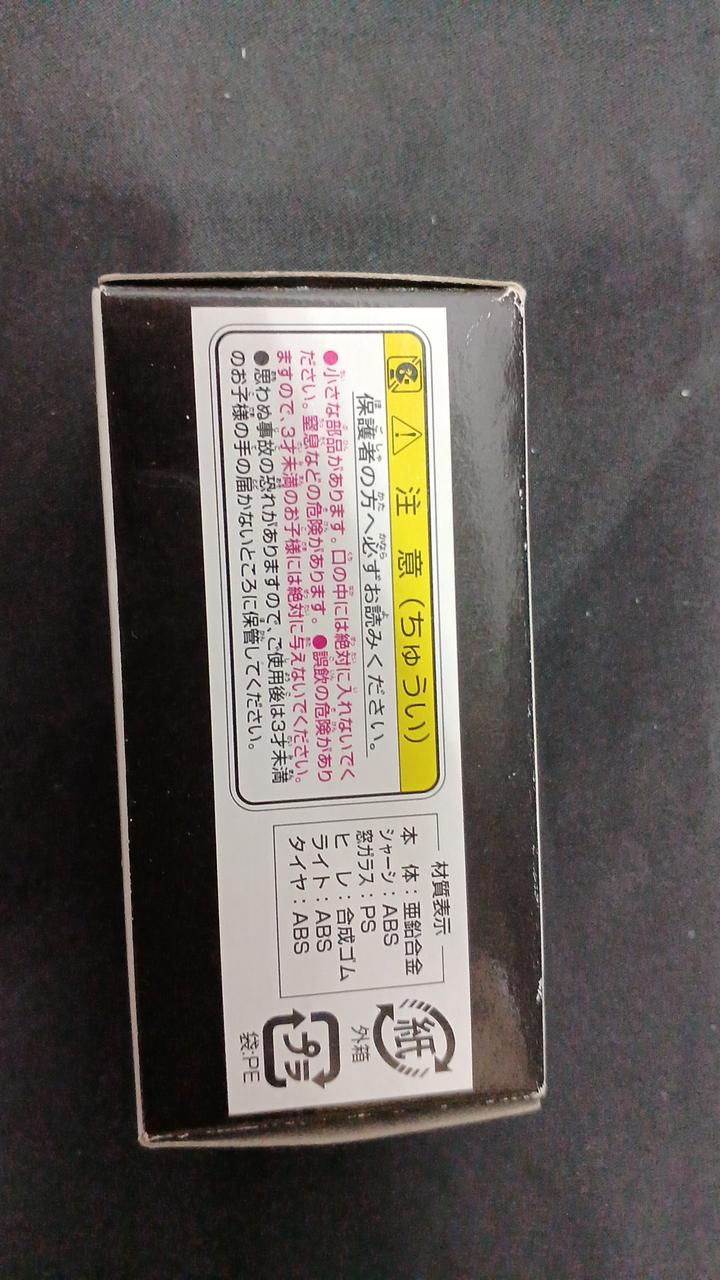 注意(ちゅうい)
保護者の方へ必ずお読みください。
●小さな部品があります。口の中には絶対に入れないでく
ださい。窒息などの危険があります。●誤飲の危険があり
ますので、3才未満のお子様には絶対に与えないでください。
●思わぬ事故の恐れがありますので、ご使用後は3才未満
のお子様の手の届かないところに保管してください。
材質表示
本体:亜鉛合金
シャーシ:ABS
窓ガラス:PS
ヒレ:合成ゴム
ライト:ABS
タイヤ:ABS
紙
外箱
プラ
袋:PE